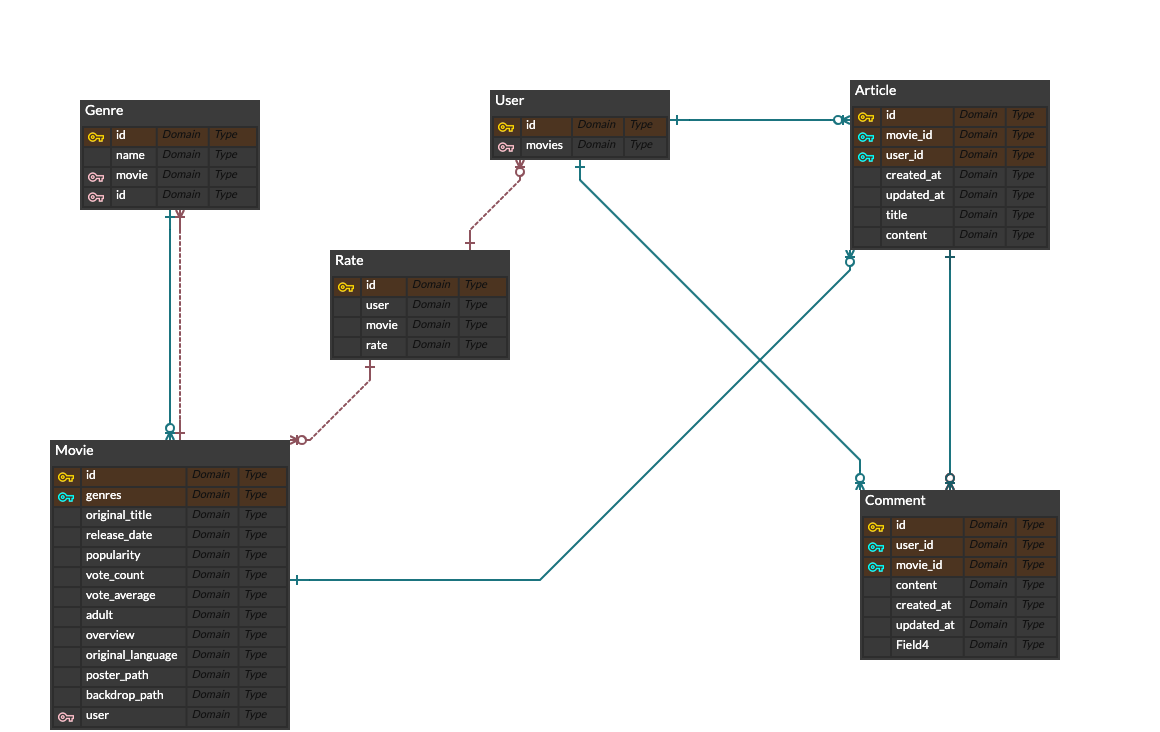 Genre
id Domain Type
name Domain Type
movie Domain Type
id Domain Type
User
id Domain Type
movies Domain Type
Article
id Domain Type
movie_id Domain Type
user_id Domain Type
created_at Domain Type
updated_at Domain Type
title Domain Type
content Domain Type
Rate
id Domain Type
user Domain Type
movie Domain Type
rate Domain Type
Movie
id Domain Type
genres Domain Type
original_title Domain Type
release_date Domain Type
popularity Domain Type
vote_count Domain Type
vote_average Domain Type
adult Domain Type
overview Domain Type
original_language Domain Type
poster_path Domain Type
backdrop_path Domain Type
user Domain Type
Comment
id Domain Type
user_id Domain Type
movie_id Domain Type
content Domain Type
created_at Domain Type
updated_at Domain Type
Field4 Domain Type